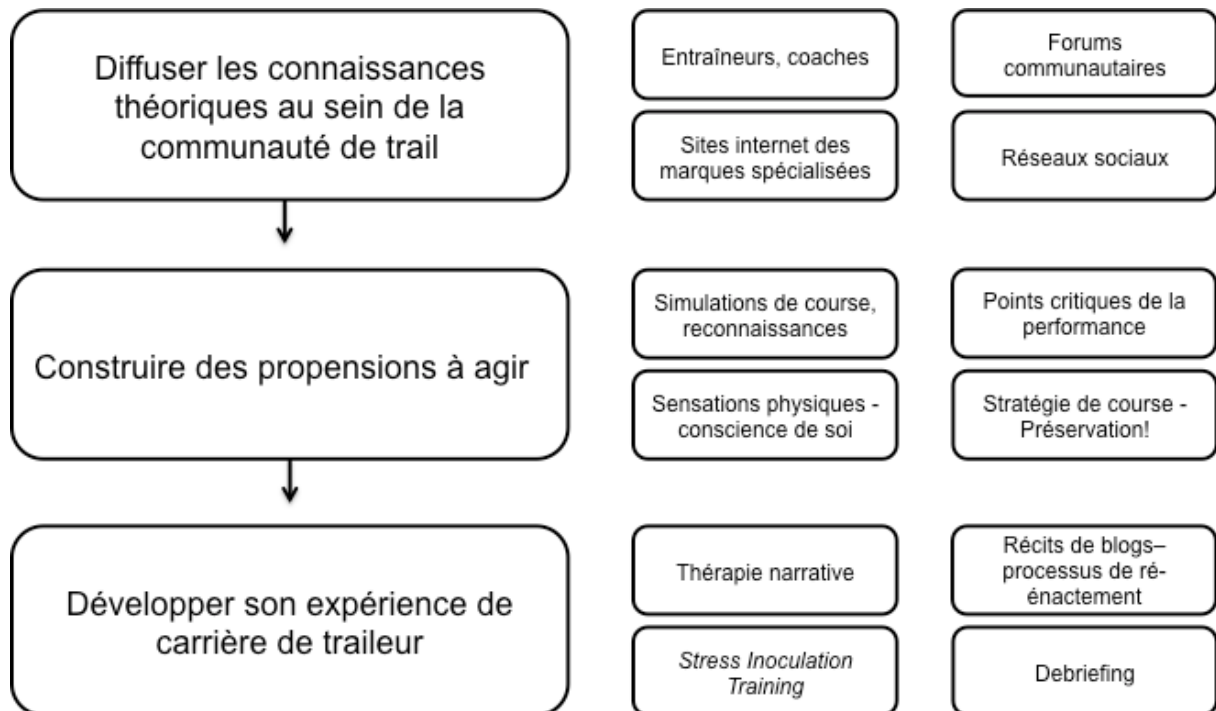 Diffuser les connaissances
théoriques au sein de la
communauté de trail
Entraîneurs, coaches
Forums
communautaires
Sites internet des
marques spécialisées
Réseaux sociaux
Construire des propensions à agir
Simulations de course,
reconnaissances
Points critiques de la
performance
Sensations physiques -
conscience de soi
Stratégie de course -
Préservation!
Développer son expérience de
carrière de traileur
Thérapie narrative
Récits de blogs–
processus de ré-
énactement
Stress Inoculation
Training
Debriefing